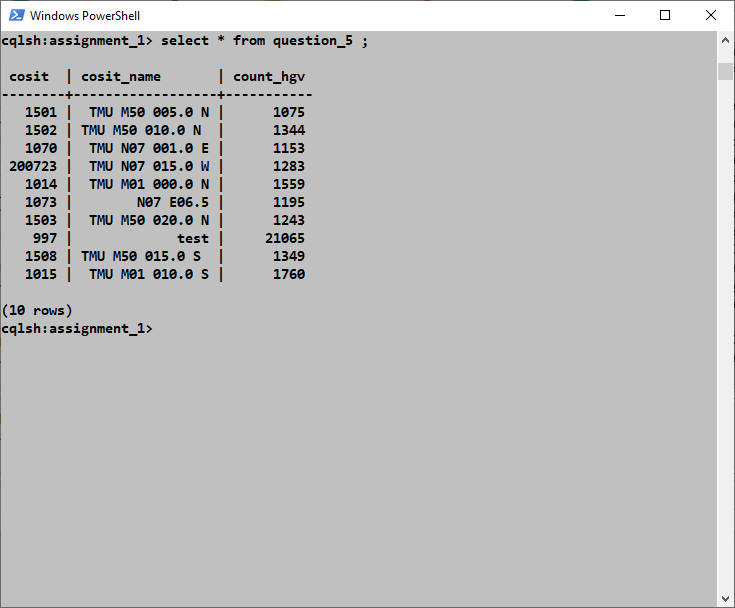 Windows PowerShell
cqlsh:assignment_1> select * from question_5 ;
 cosit  | cosit_name       | count_hgv
--------+------------------+-----------
   1501 |  TMU M50 005.0 N |      1075
   1502 | TMU M50 010.0 N  |      1344
   1070 |  TMU N07 001.0 E |      1153
 200723 |  TMU N07 015.0 W |      1283
   1014 |  TMU M01 000.0 N |      1559
   1073 |        N07 E06.5 |      1195
   1503 |  TMU M50 020.0 N |      1243
    997 |             test |     21065
   1508 | TMU M50 015.0 S  |      1349
   1015 |  TMU M01 010.0 S |      1760
(10 rows)
cqlsh:assignment_1>